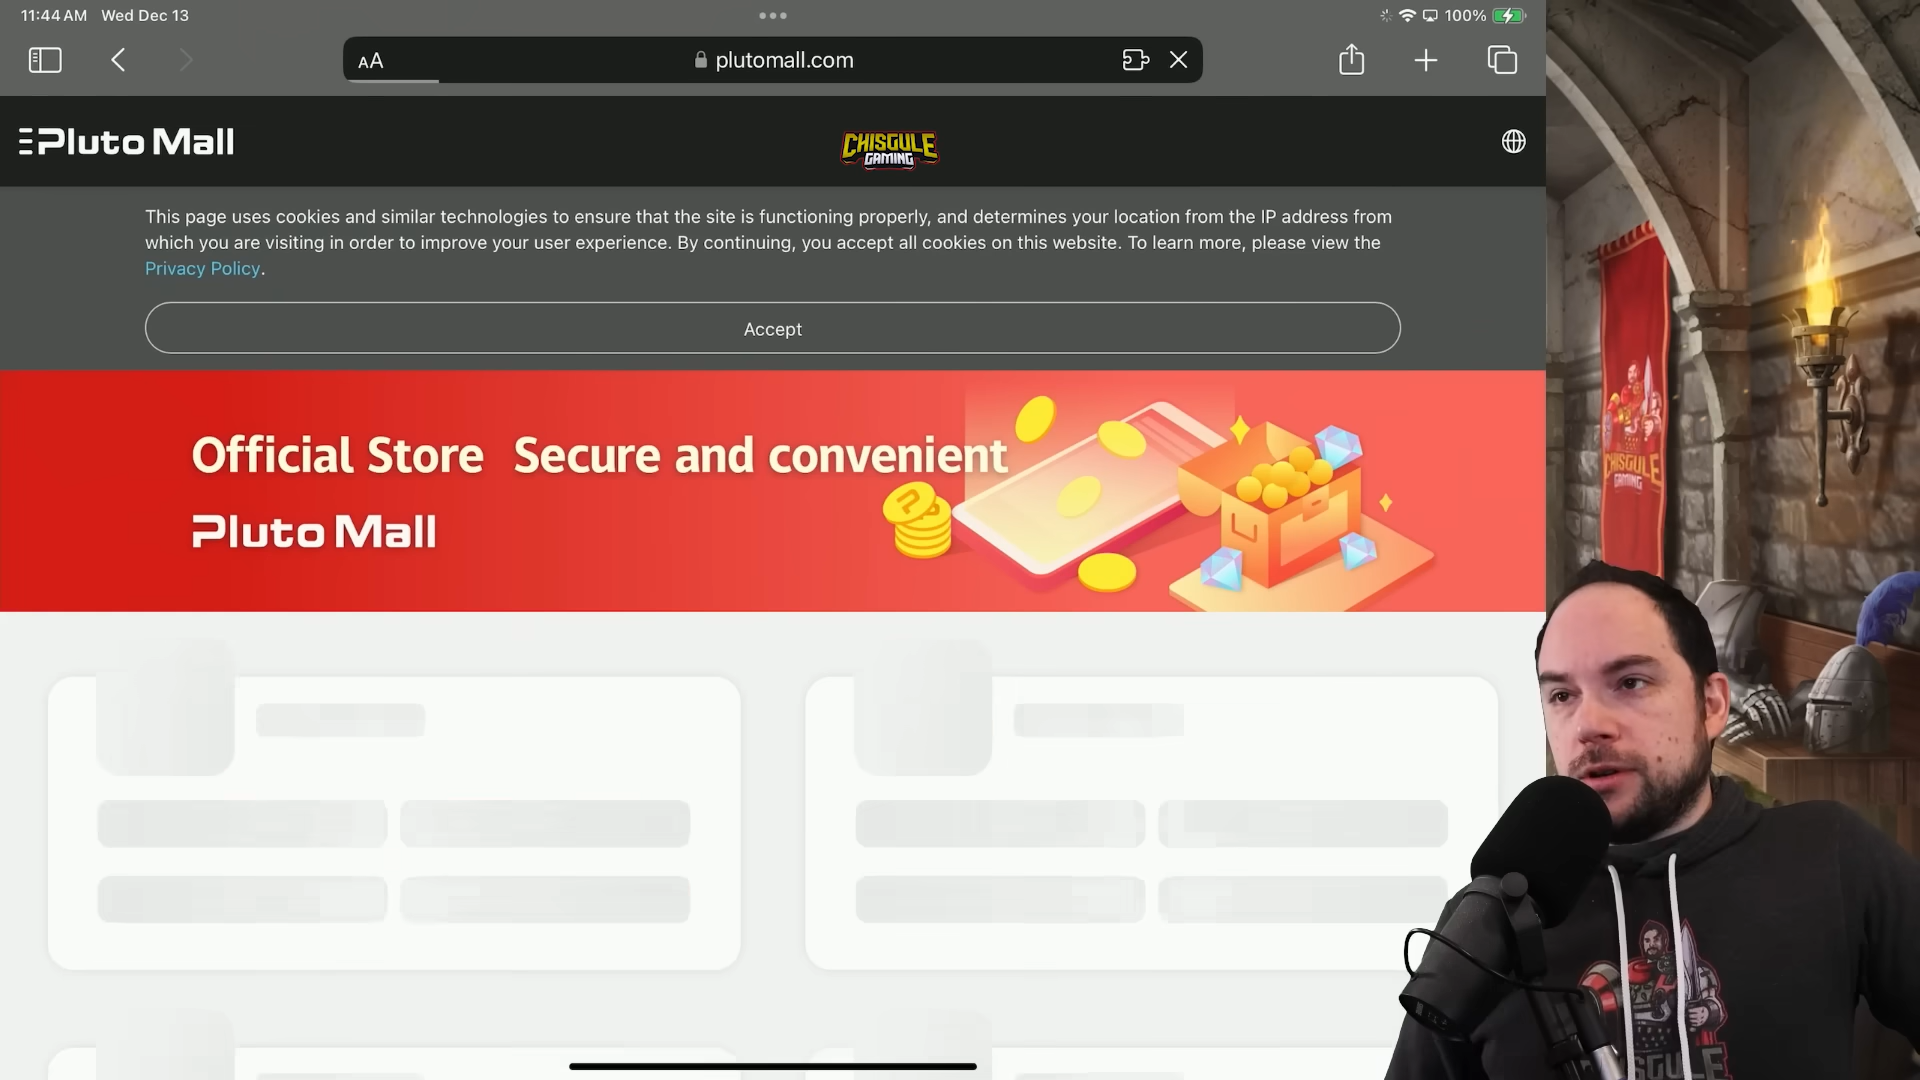 11:44 AM Wed Dec 13
100%
AA
plutomall.com
Pluto Mall
CHISGULE
GAMING
This page uses cookies and similar technologies to ensure that the site is functioning properly, and determines your location from the IP address from
which you are visiting in order to improve your user experience. By continuing, you accept all cookies on this website. To learn more, please view the
Privacy Policy.
Accept
Official Store Secure and convenient
Pluto Mall
CHISGULE
GAMING